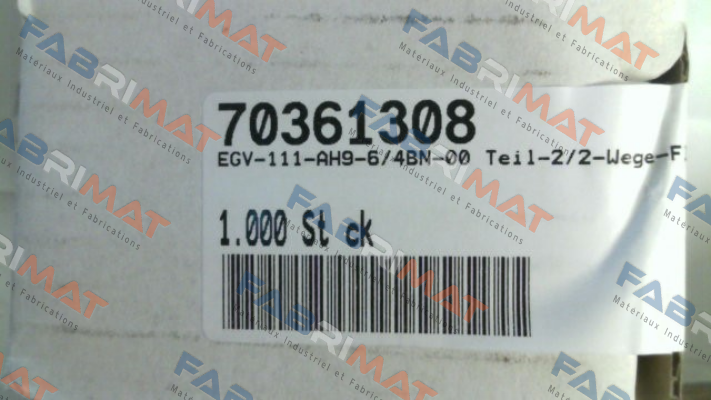 70361308
EGV-111-AH9-6/4BN-00 Teil-2/2-Wege-F
1.000 St ck
FABRIMAT
Materiaux Industriel et Fabrications